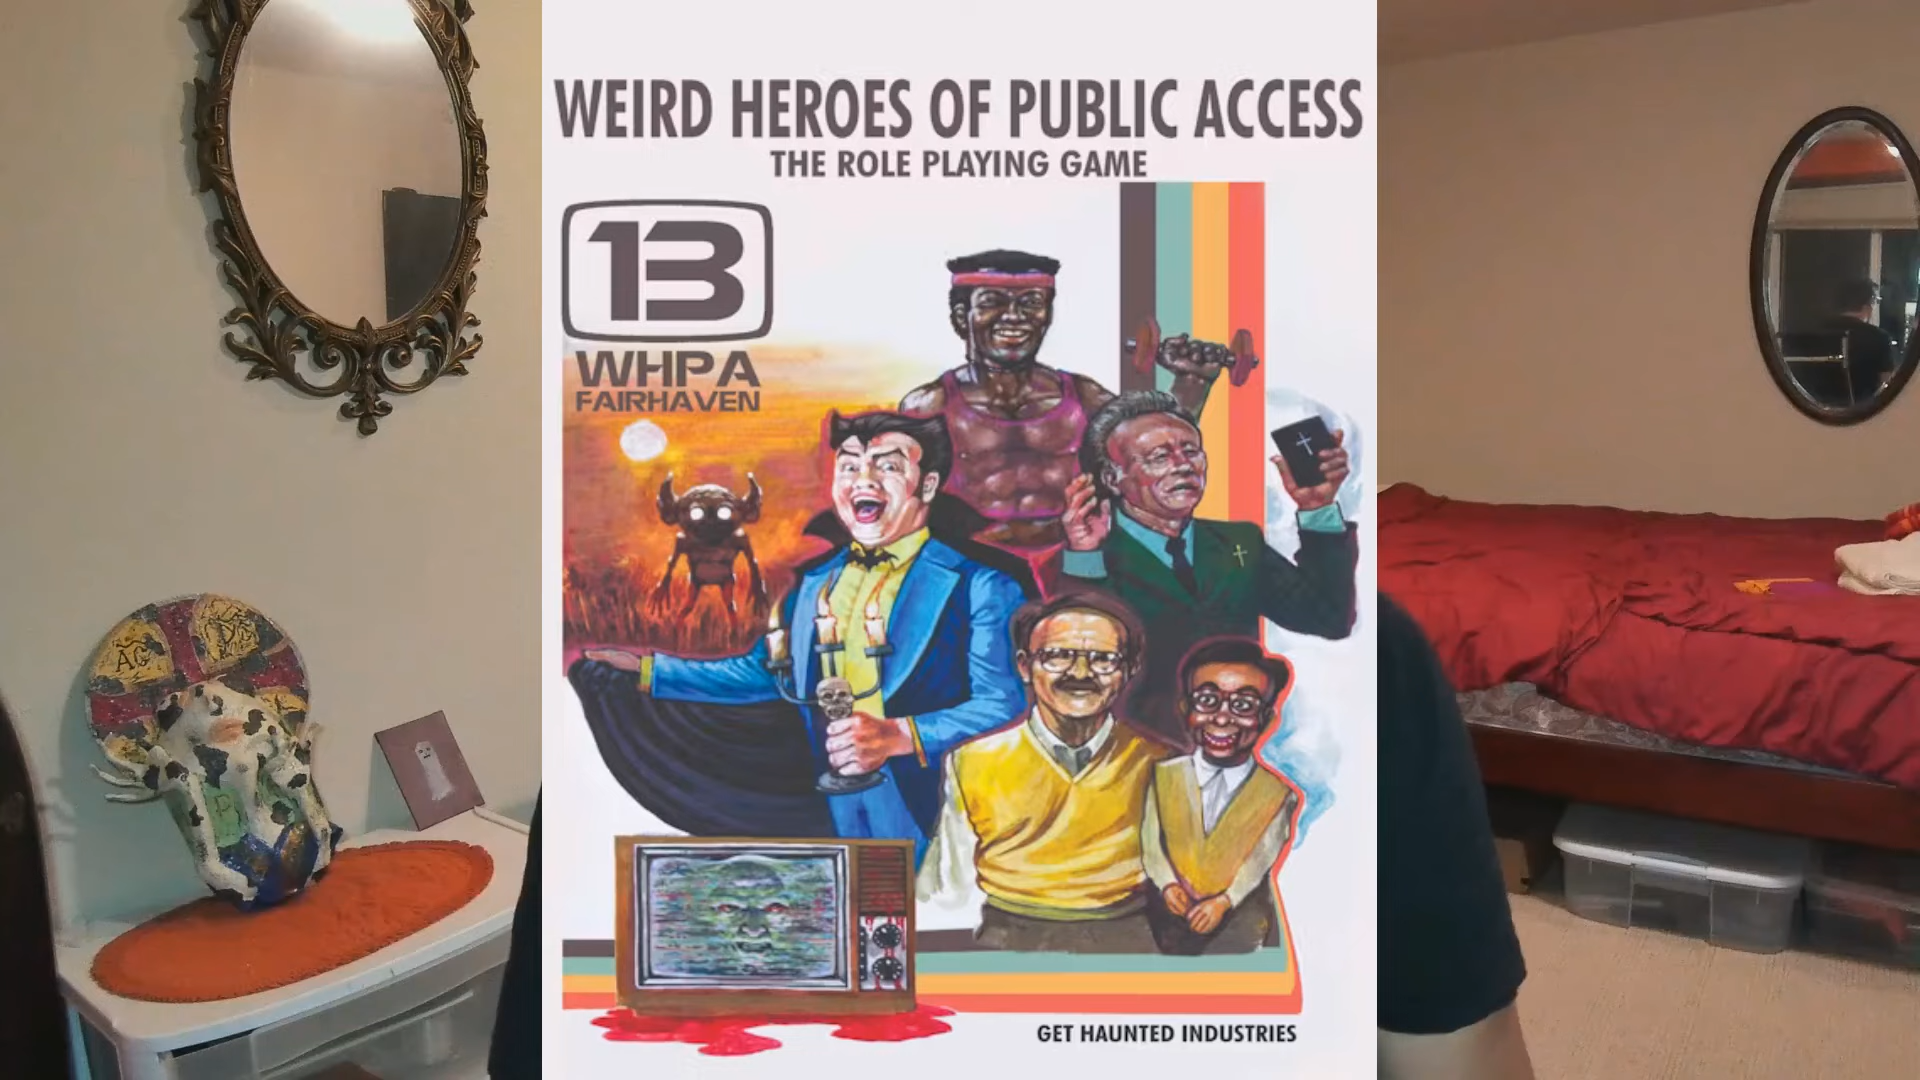 WEIRD HEROES OF PUBLIC ACCESS
THE ROLE PLAYING GAME
13
WHPA
FAIRHAVEN
GET HAUNTED INDUSTRIES